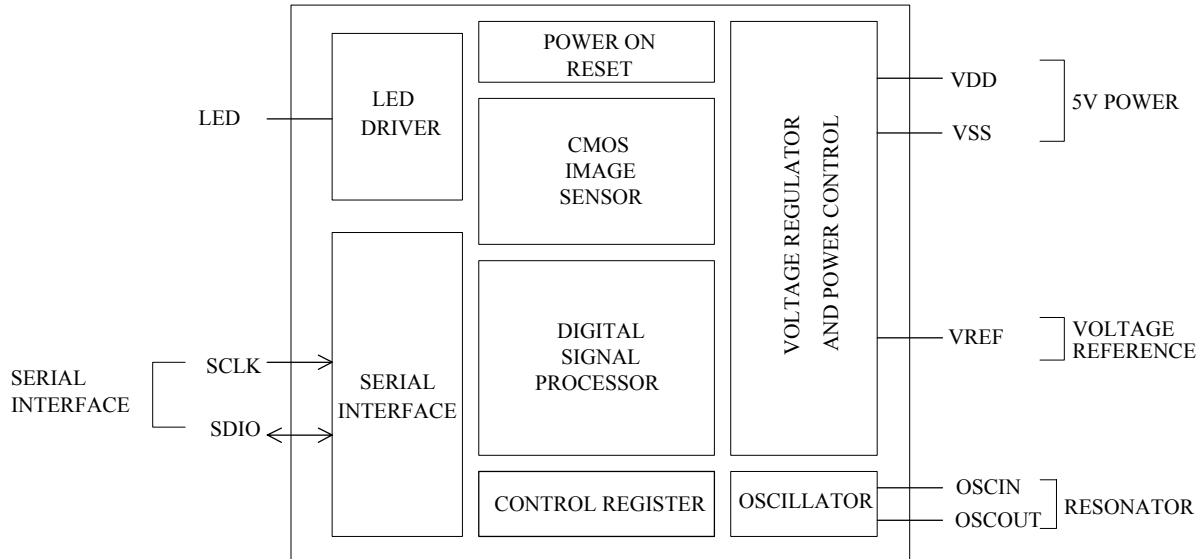 POWER ON
RESET
LED
DRIVER
LED
CMOS
IMAGE
SENSOR
VOLTAGE REGULATOR
AND POWER CONTROL
VDD
VSS
5V POWER
VREF
VOLTAGE
REFERENCE
SERIAL
INTERFACE
SCLK
SDIO
SERIAL
INTERFACE
DIGITAL
SIGNAL
PROCESSOR
CONTROL REGISTER
OSCILLATOR
OSCIN
OSCOUT
RESONATOR